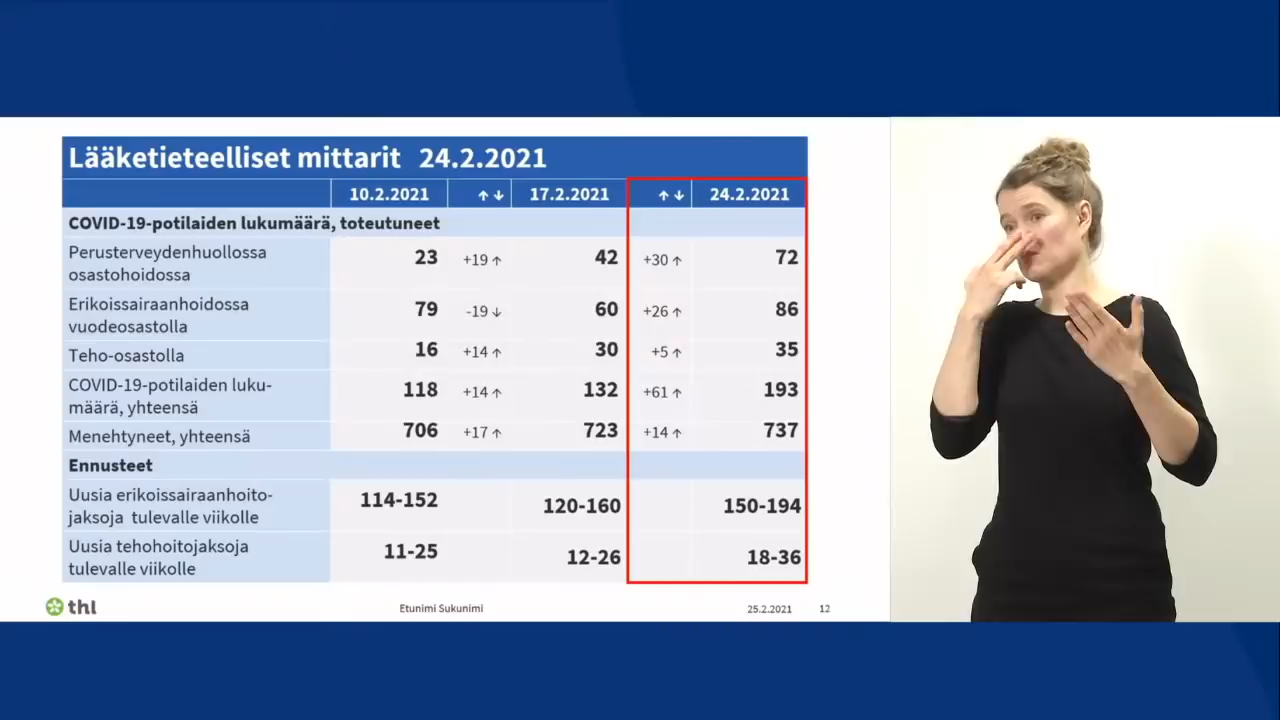 Lääketieteelliset mittarit 24.2.2021
10.2.2021 ↑ ↓ 17.2.2021 ↑ ↓ 24.2.2021
COVID-19-potilaiden lukumäärä, toteutuneet
Perusterveydenhuollossa
osastohoidossa
23 +19 ↑ 42 +30 ↑ 72
Erikoissairaanhoidossa
vuodeosastolla
79 -19 ↓ 60 +26 ↑ 86
Teho-osastolla 16 +14 ↑ 30 +5 ↑ 35
COVID-19-potilaiden luku-
määrä, yhteensä
118 +14 ↑ 132 +61 ↑ 193
Menehtyneet, yhteensä 706 +17 ↑ 723 +14 ↑ 737
Ennusteet
Uusia erikoissairaanhoito-
jaksoja tulevalle viikolle
114-152 120-160 150-194
Uusia tehohoitojaksoja
tulevalle viikolle
11-25 12-26 18-36
thl Etunimi Sukunimi 25.2.2021 12